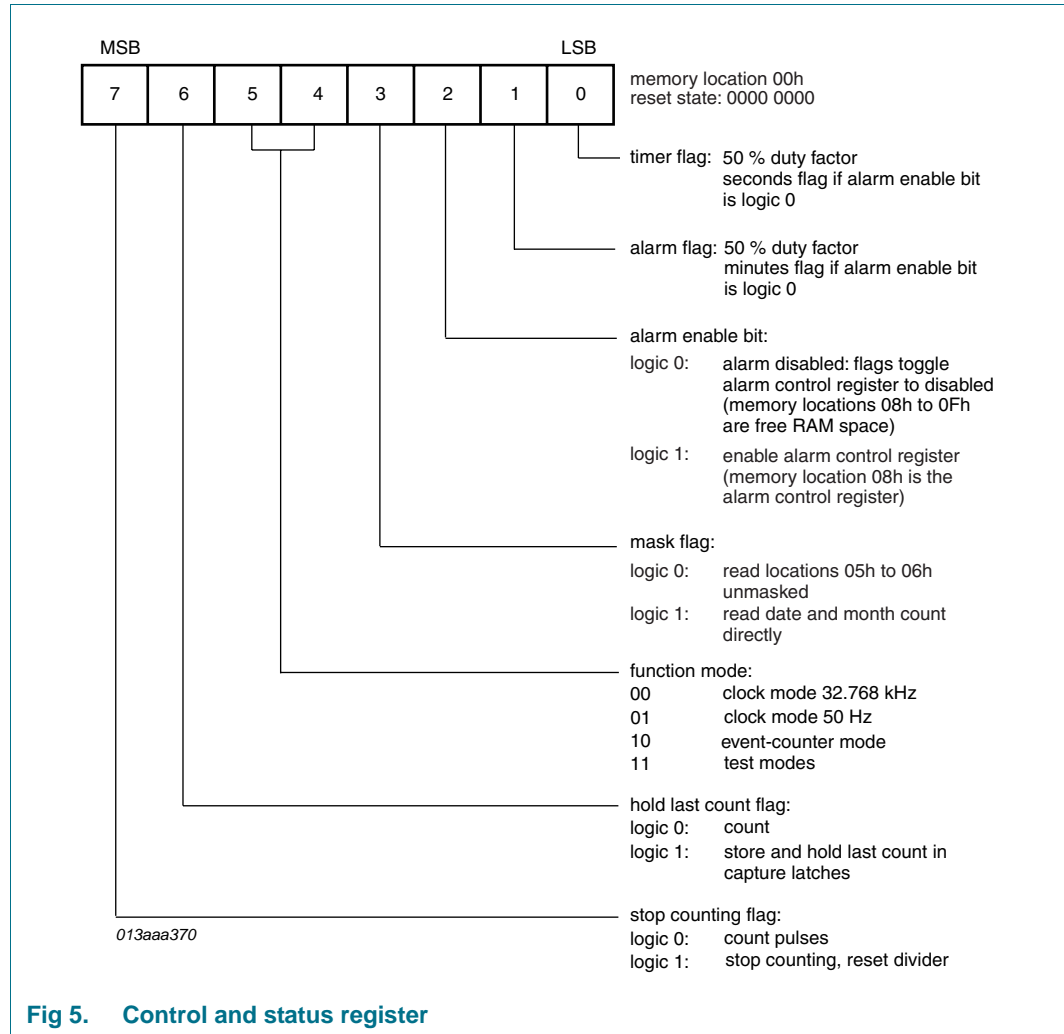 MSB LSB
7 6 5 4 3 2 1 0
memory location 00h
reset state: 0000 0000
timer flag: 50 % duty factor
seconds flag if alarm enable bit
is logic 0
alarm flag: 50 % duty factor
minutes flag if alarm enable bit
is logic 0
alarm enable bit:
logic 0: alarm disabled: flags toggle
alarm control register to disabled
(memory locations 08h to 0Fh
are free RAM space)
logic 1: enable alarm control register
(memory location 08h is the
alarm control register)
mask flag:
logic 0: read locations 05h to 06h
unmasked
logic 1: read date and month count
directly
function mode:
00 clock mode 32.768 kHz
01 clock mode 50 Hz
10 event-counter mode
11 test modes
hold last count flag:
logic 0: count
logic 1: store and hold last count in
capture latches
stop counting flag:
logic 0: count pulses
logic 1: stop counting, reset divider
013aaa370
Fig 5. Control and status register